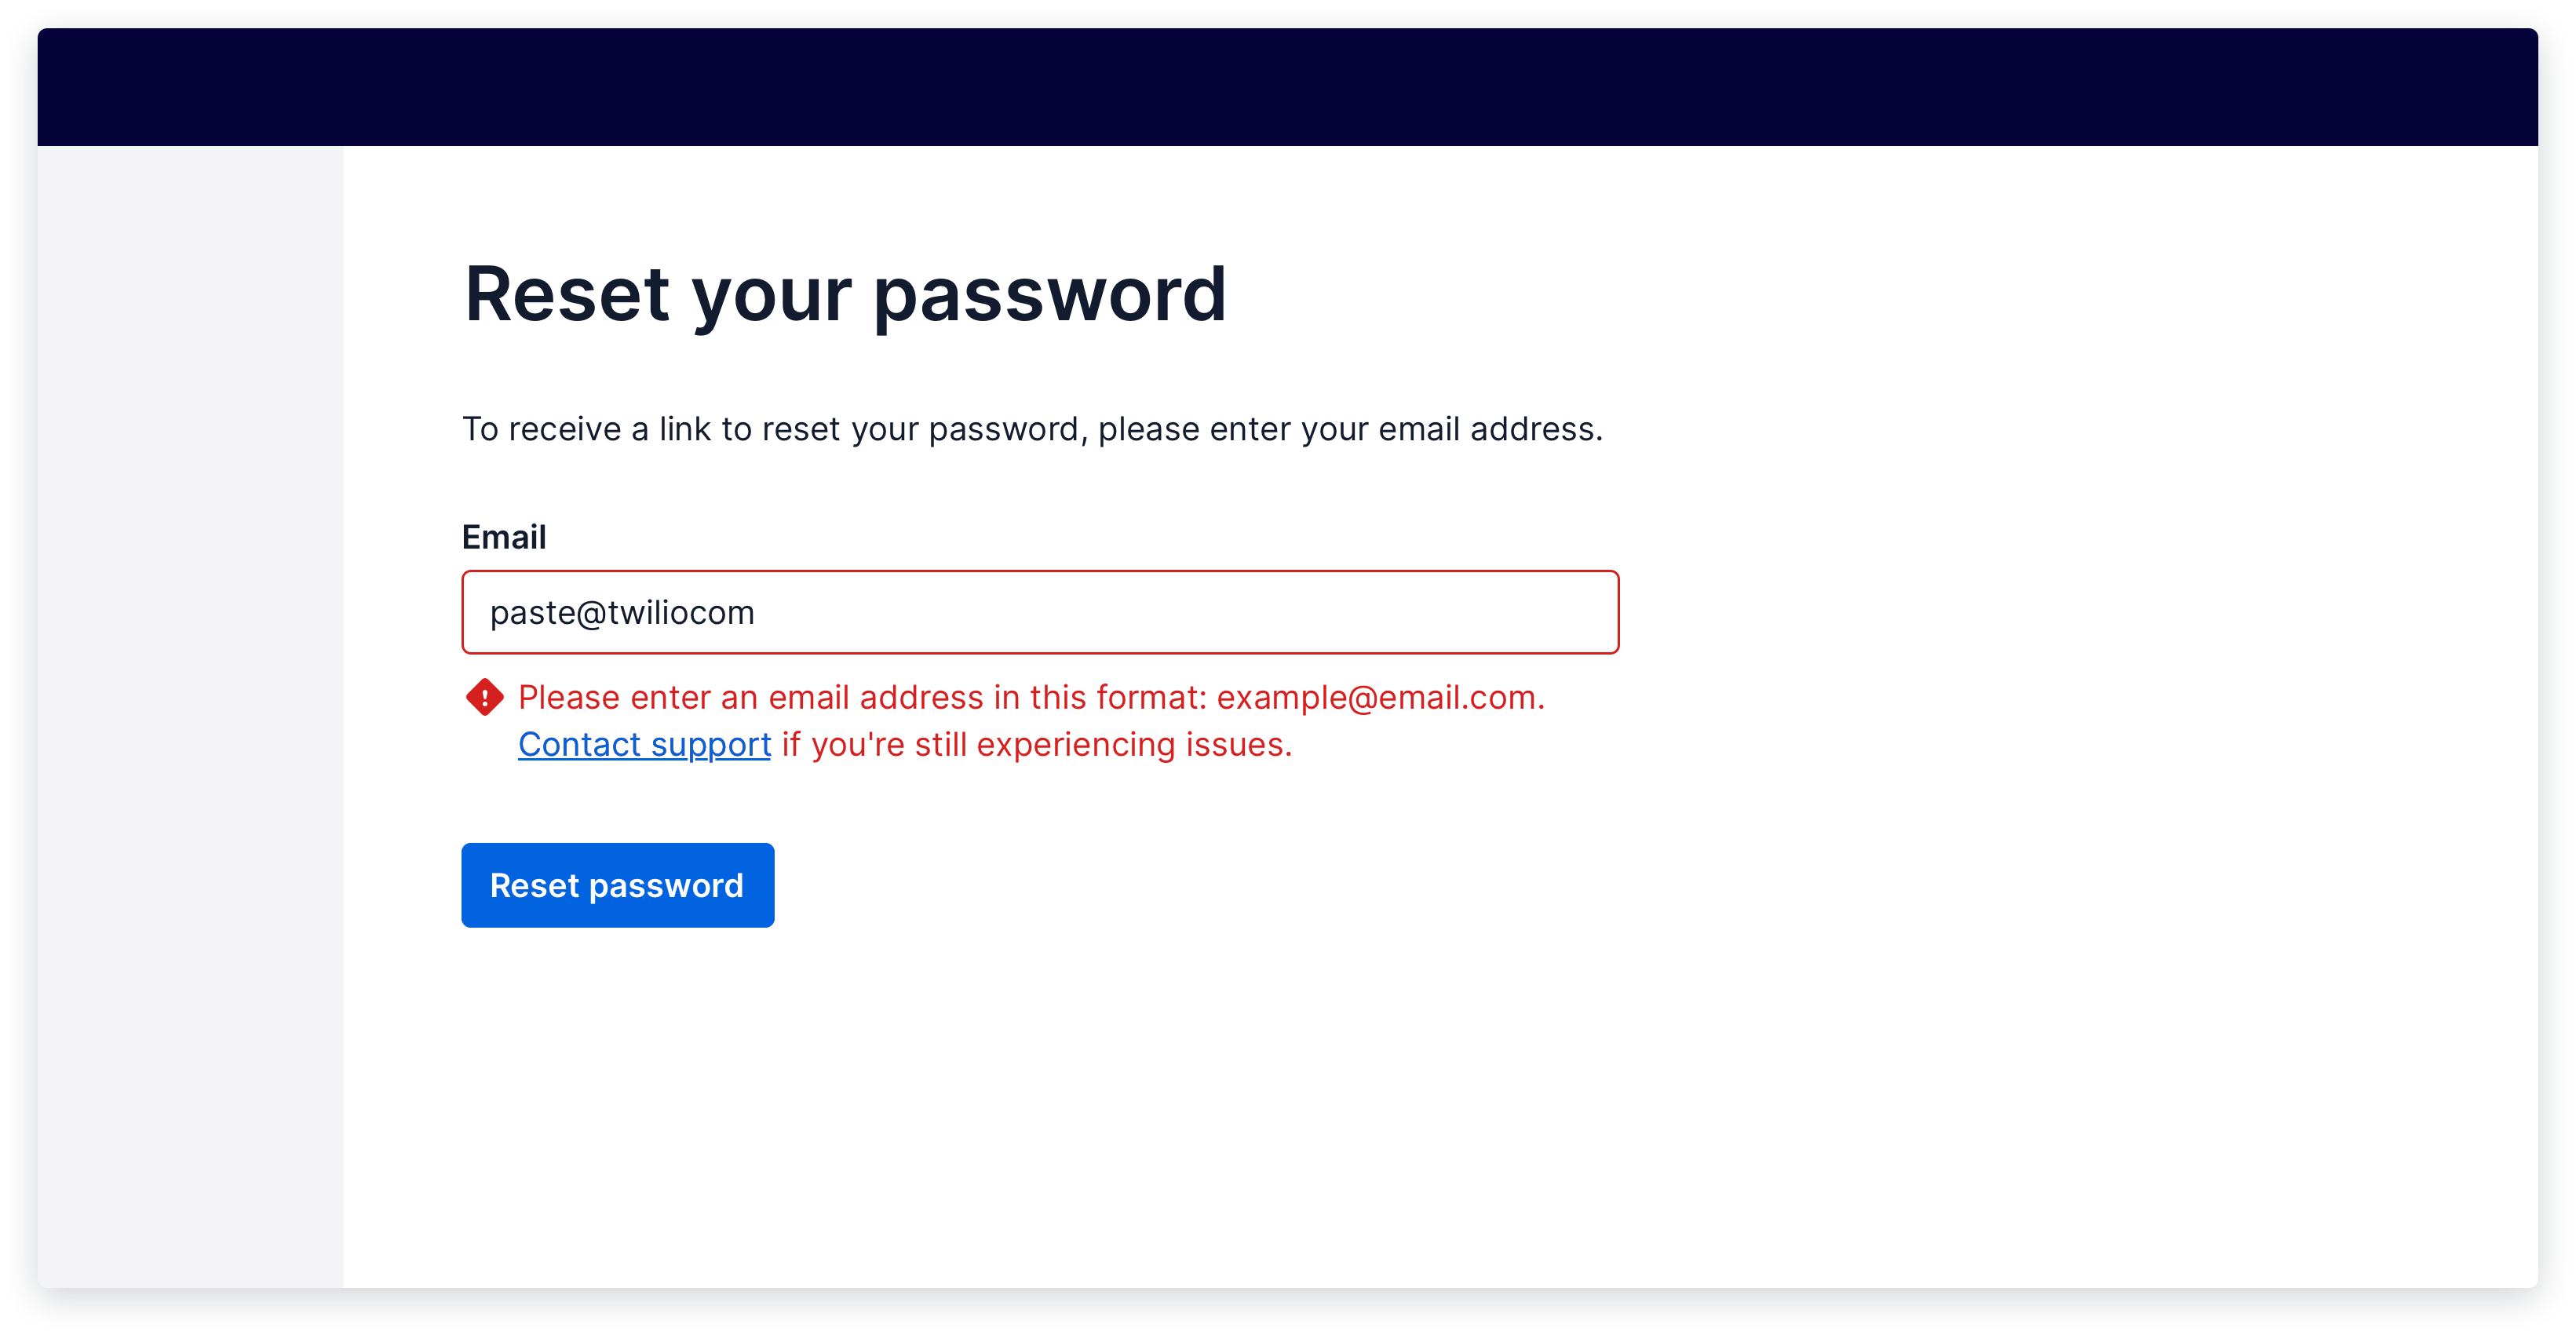 Reset your password
To receive a link to reset your password, please enter your email address.
Email
paste@twiliocom
Please enter an email address in this format: example@email.com.
Contact support if you're still experiencing issues.
Reset password